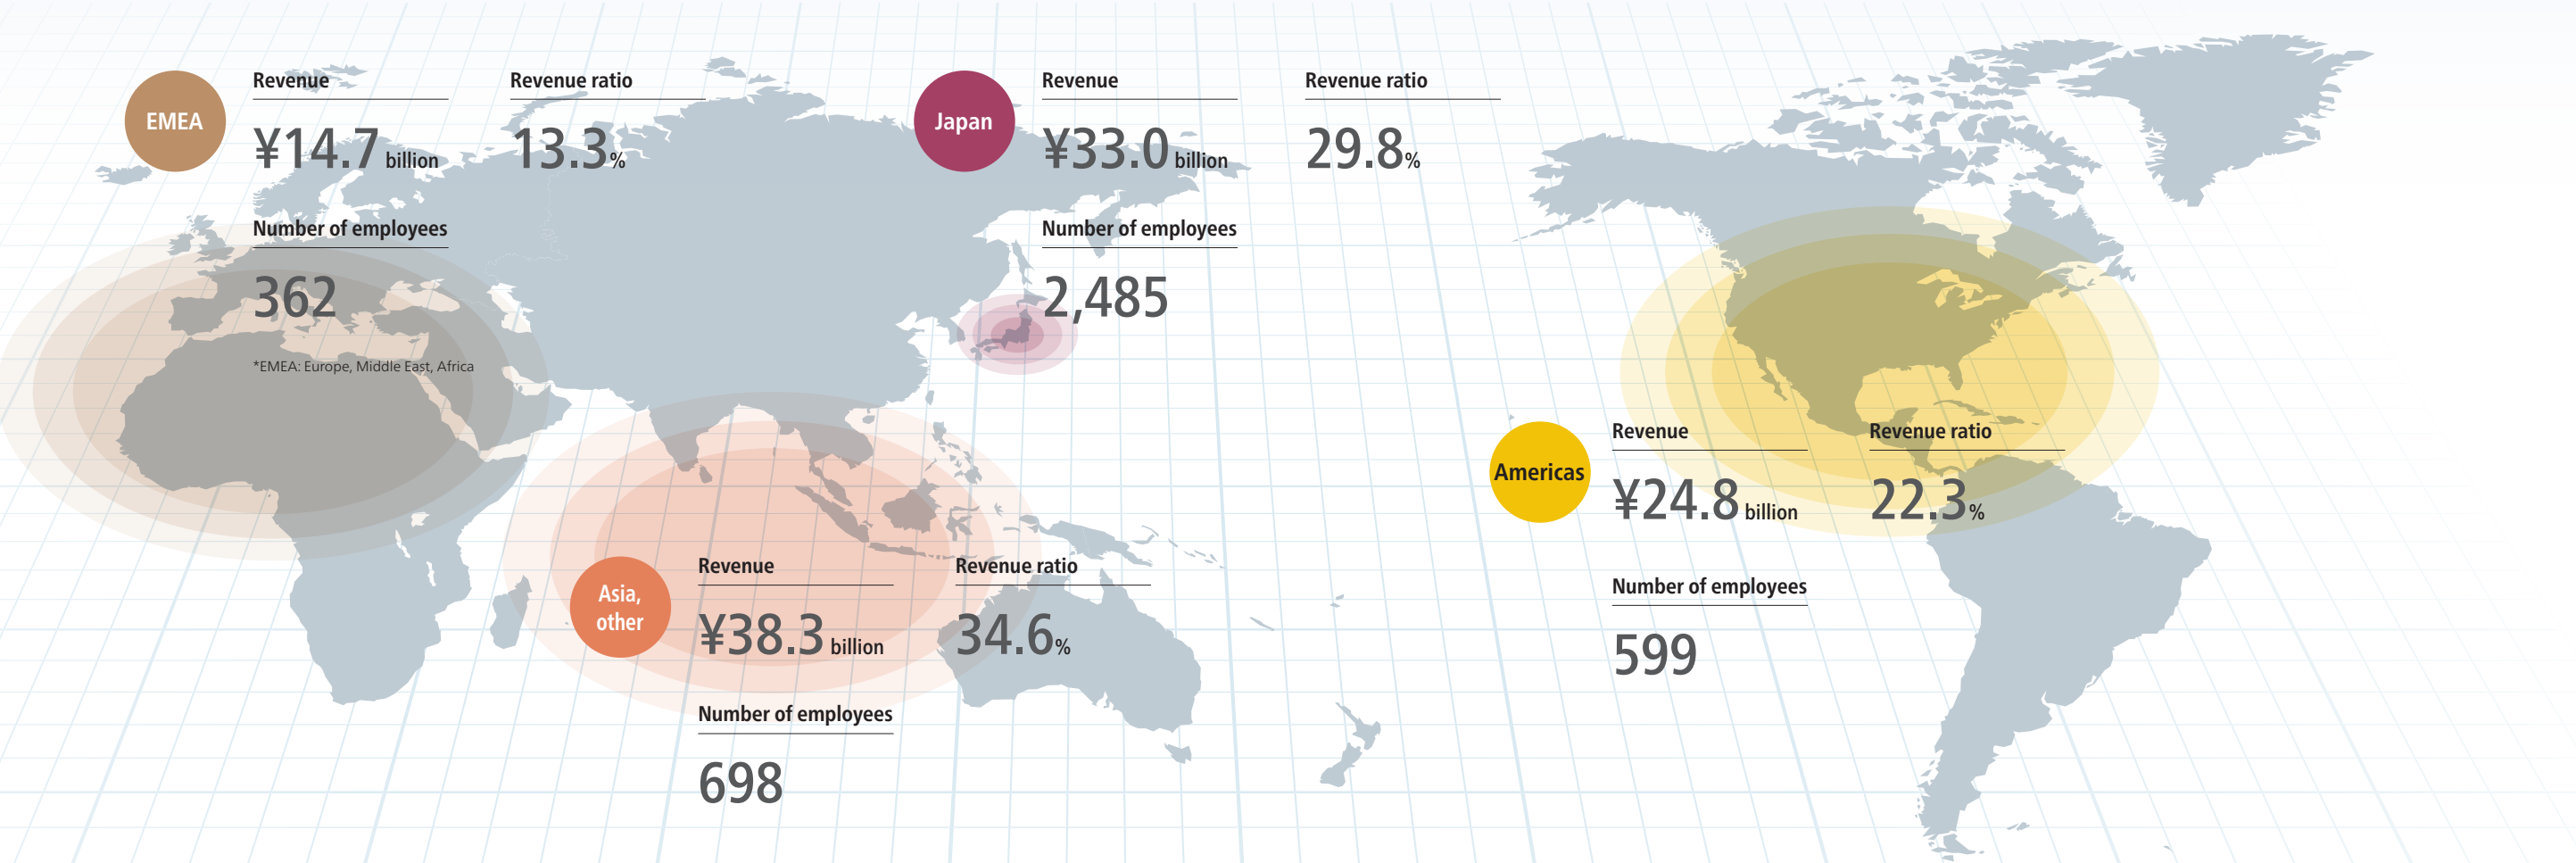 EMEA
Revenue
¥14.7 billion
Revenue ratio
13.3%
Number of employees
362
*EMEA: Europe, Middle East, Africa
Japan
Revenue
¥33.0 billion
Revenue ratio
29.8%
Number of employees
2,485
Asia,
other
Revenue
¥38.3 billion
Revenue ratio
34.6%
Number of employees
698
Americas
Revenue
¥24.8 billion
Revenue ratio
22.3%
Number of employees
599